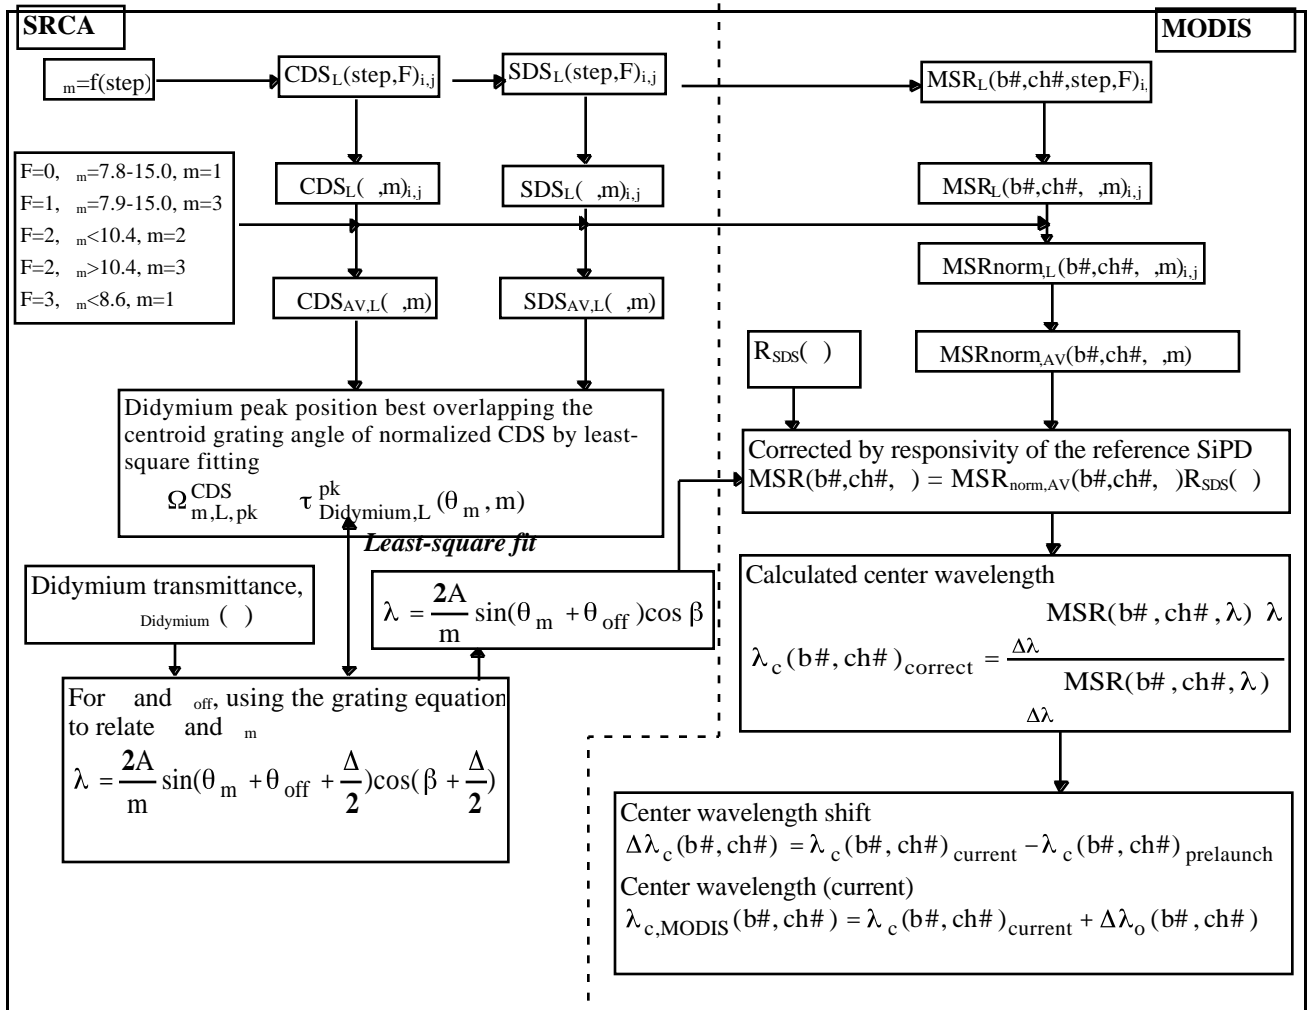 SRCA
MODIS
m=f(step)
CDSL(step,F)i,j
SDSL(step,F)i,j
MSRL(b#,ch#,step,F)i,
F=0, m=7.8-15.0, m=1
F=1, m=7.9-15.0, m=3
F=2, m<10.4, m=2
F=2, m>10.4, m=3
F=3, m<8.6, m=1
CDSL( ,m)i,j
SDSL( ,m)i,j
MSRL(b#,ch#, ,m)i,j
MSRnorm,L(b#,ch#, ,m)i,j
CDSAV,L( ,m)
SDSAV,L( ,m)
RSDS( )
MSRnorm,AV(b#,ch#, ,m)
Didymium peak position best overlapping the
centroid grating angle of normalized CDS by least-
square fitting
Ω CDS m,L,pk τ pk Didymium,L (θm,m)
Corrected by responsivity of the reference SiPD
MSR(b#,ch#, ) = MSRnorm,AV(b#,ch#, )RSDS( )
Least-square fit
Didymium transmittance,
Didymium ( )
λ = 2A/m sin(θm + θoff)cos β
Calculated center wavelength
MSR(b#,ch#,λ) λ
Δλ
λc(b#,ch#)correct =
MSR(b#,ch#,λ)
Δλ
For and off, using the grating equation
to relate and m
λ = 2A/m sin(θm + θoff + Δ/2)cos(β + Δ/2)
Center wavelength shift
Δλc(b#,ch#) = λc(b#,ch#)current − λc(b#,ch#)prelaunch
Center wavelength (current)
λc,MODIS(b#,ch#) = λc(b#,ch#)current + Δλo(b#,ch#)